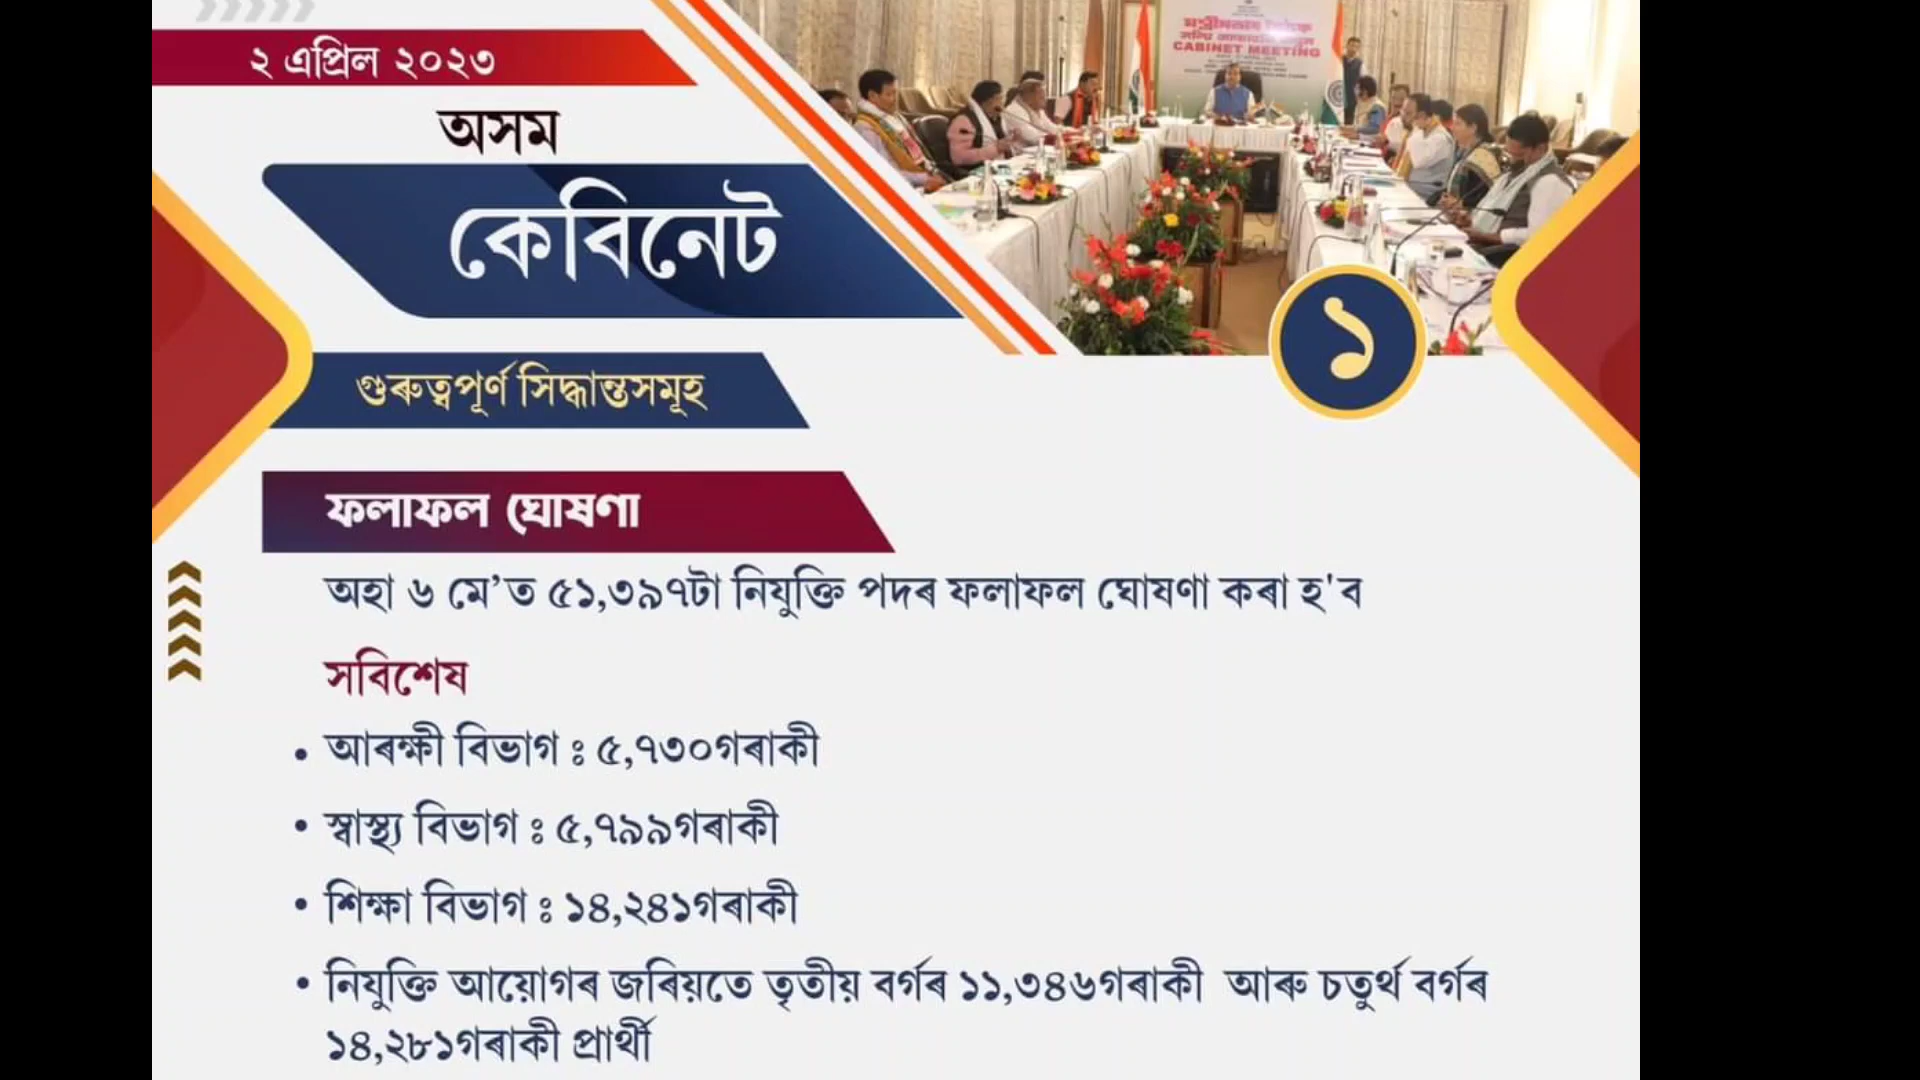 ২ এপ্ৰিল ২০২৩
অসম
কেবিনেট
CABINET MEETING
১
গুৰুত্বপূৰ্ণ সিদ্ধান্তসমূহ
ফলাফল ঘোষণা
অহা ৬ মে’ত ৫১,৩৯৭টা নিযুক্তি পদৰ ফলাফল ঘোষণা কৰা হ'ব
সবিশেষ
• আৰক্ষী বিভাগ ঃ ৫,৭৩০গৰাকী
• স্বাস্থ্য বিভাগ ঃ ৫,৭৯৯গৰাকী
• শিক্ষা বিভাগ ঃ ১৪,২৪১গৰাকী
• নিযুক্তি আয়োগৰ জৰিয়তে তৃতীয় বৰ্গৰ ১১,৩৪৬গৰাকী আৰু চতুৰ্থ বৰ্গৰ
১৪,২৮১গৰাকী প্ৰাৰ্থী